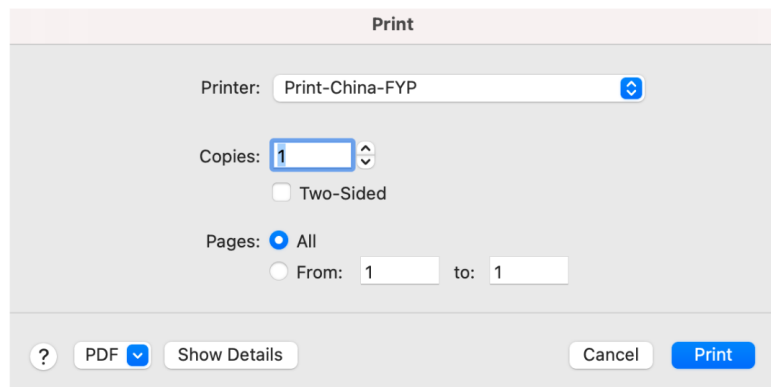 Print
Printer: Print-China-FYP
Copies: 1
Two-Sided
Pages: All
From: 1 to: 1
? PDF Show Details Cancel Print